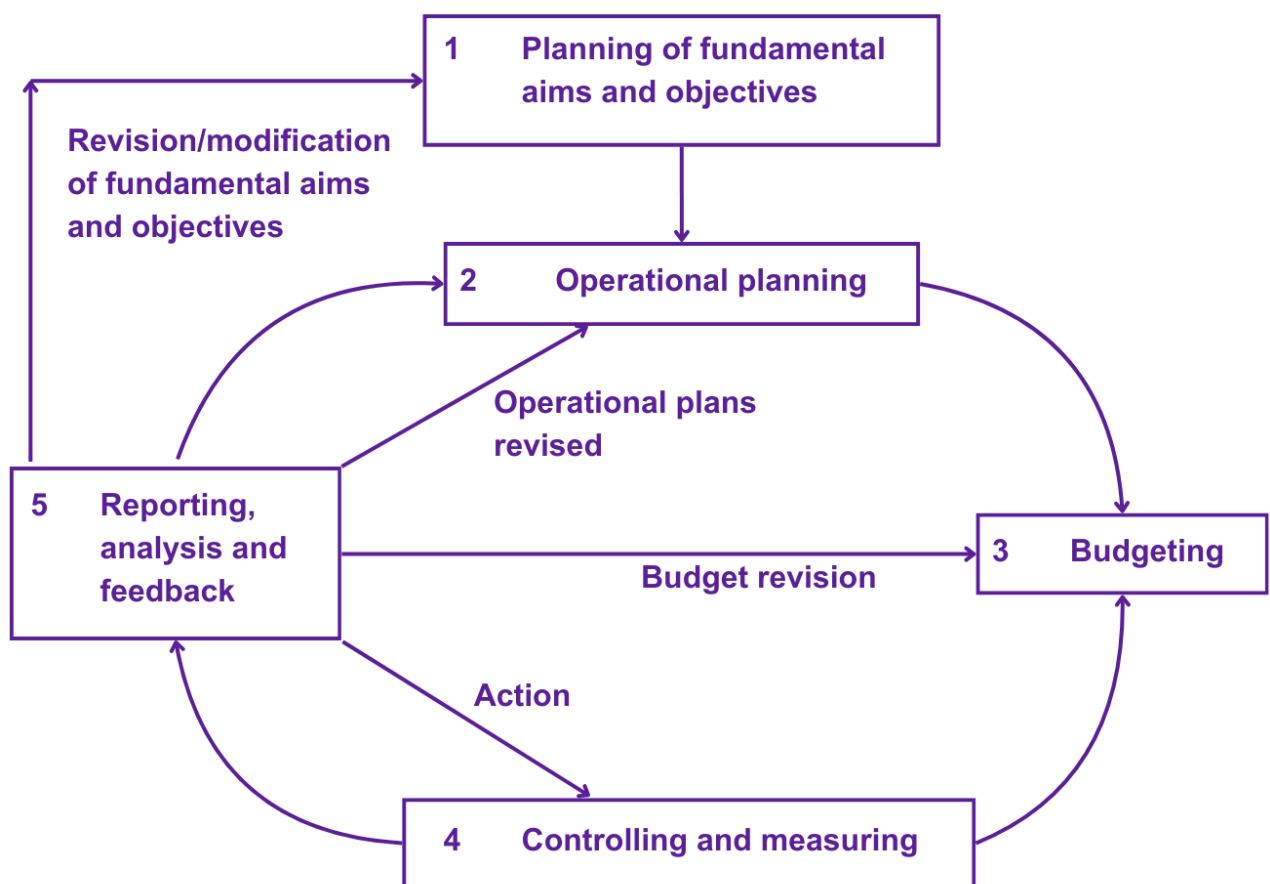 1 Planning of fundamental
aims and objectives
Revision/modification
of fundamental aims
and objectives
2 Operational planning
Operational plans
revised
5 Reporting,
analysis and
feedback
3 Budgeting
Budget revision
Action
4 Controlling and measuring